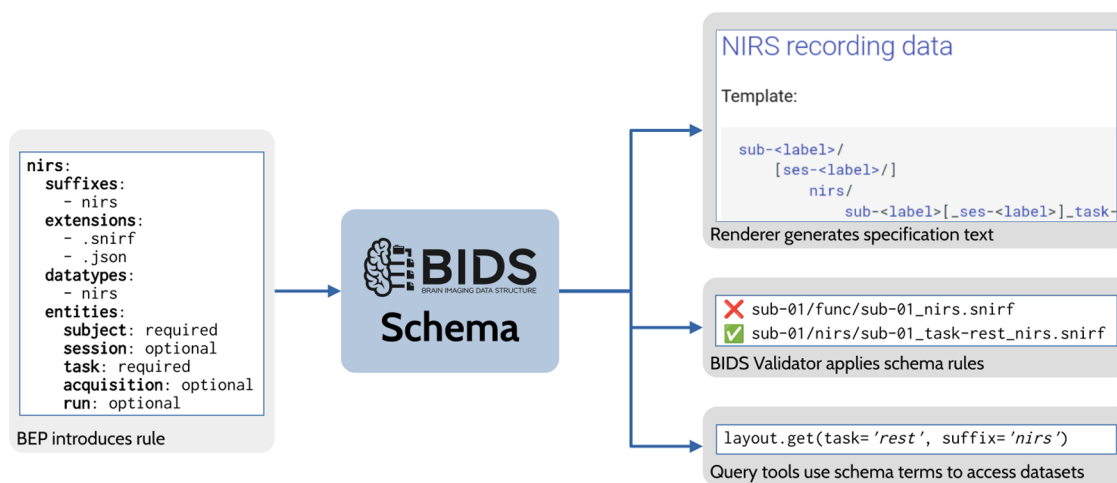 nirs:
suffixes:
- nirs
extensions:
- .snirf
- .json
datatypes:
- nirs
entities:
subject: required
session: optional
task: required
acquisition: optional
run: optional
BEP introduces rule
BIDS
BRAIN IMAGING DATA STRUCTURE
Schema
NIRS recording data
Template:
sub-<label>/
[ses-<label>/]
nirs/
sub-<label>[_ses-<label>]_task-
Renderer generates specification text
❌ sub-01/func/sub-01_nirs.snirf
✅ sub-01/nirs/sub-01_task-rest_nirs.snirf
BIDS Validator applies schema rules
layout.get(task='rest', suffix='nirs')
Query tools use schema terms to access datasets